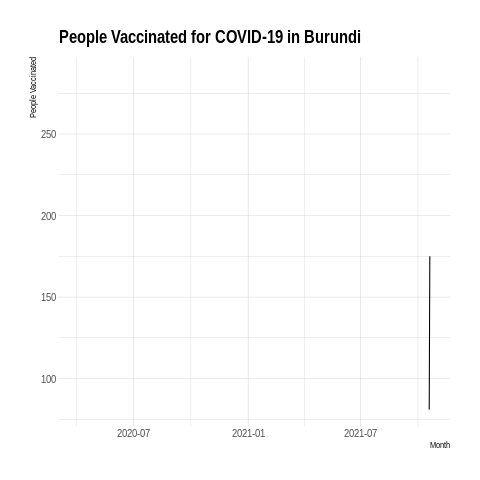 People Vaccinated for COVID-19 in Burundi
People Vaccinated
250
200
150
100
2020-07
2021-01
2021-07
Month